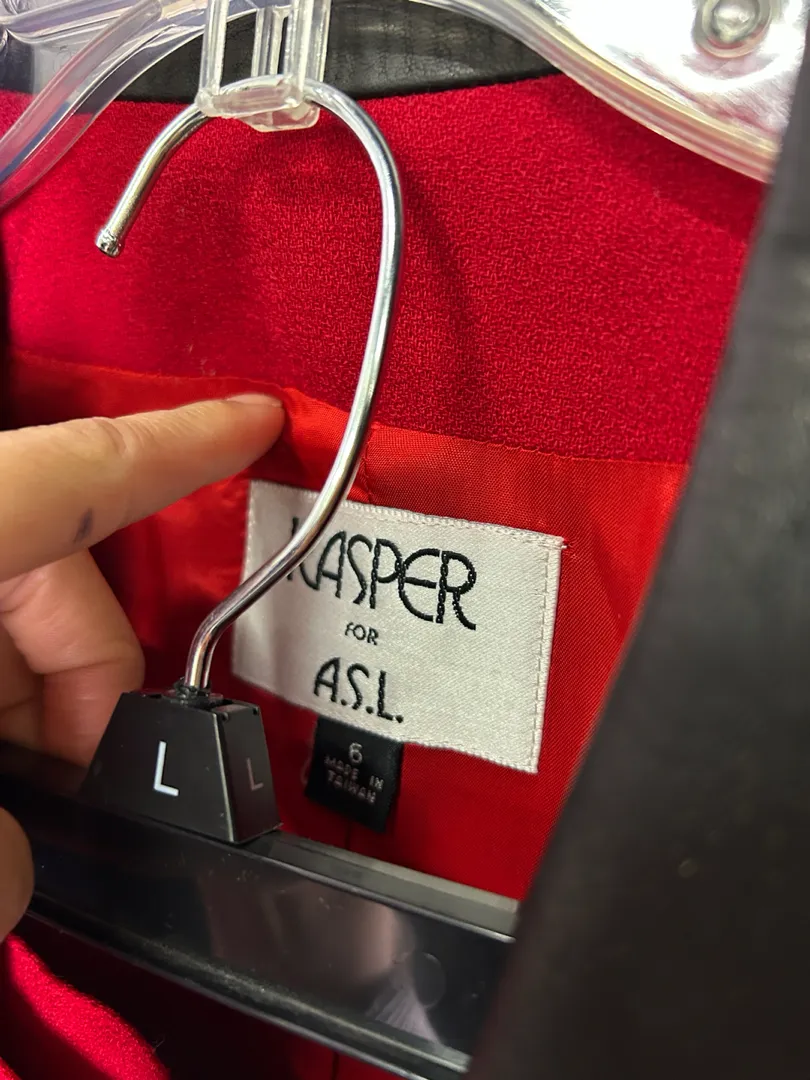 KASPER
FOR
A.S.L.
6
MADE IN
TAIWAN
L
L